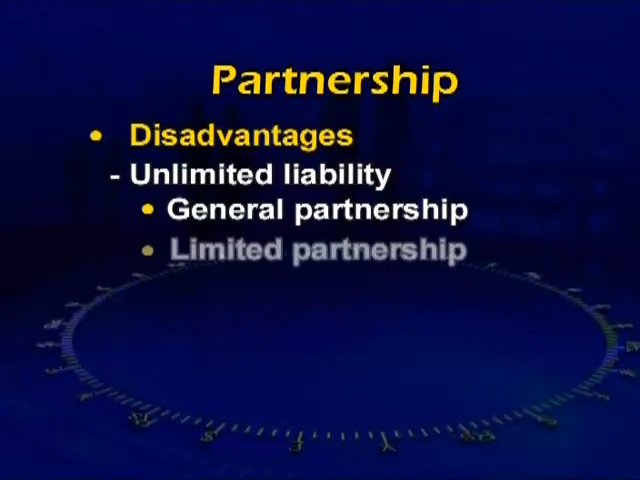 Partnership
• Disadvantages
- Unlimited liability
• General partnership
• Limited partnership